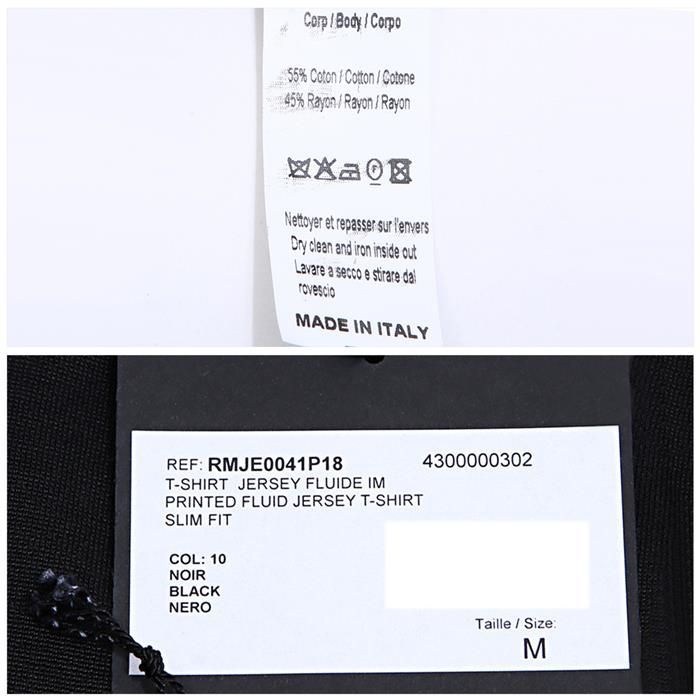 Corp / Body / Corpo
55% Coton / Cotton / Cotone
45% Rayon / Rayon / Rayon
Nettoyer et repasser sur l'envers
Dry clean and iron inside out
Lavare a secco e stirare dal
rovescio
MADE IN ITALY
REF: RMJE0041P18 4300000302
T-SHIRT JERSEY FLUIDE IM
PRINTED FLUID JERSEY T-SHIRT
SLIM FIT
COL: 10
NOIR
BLACK
NERO
Taille / Size:
M